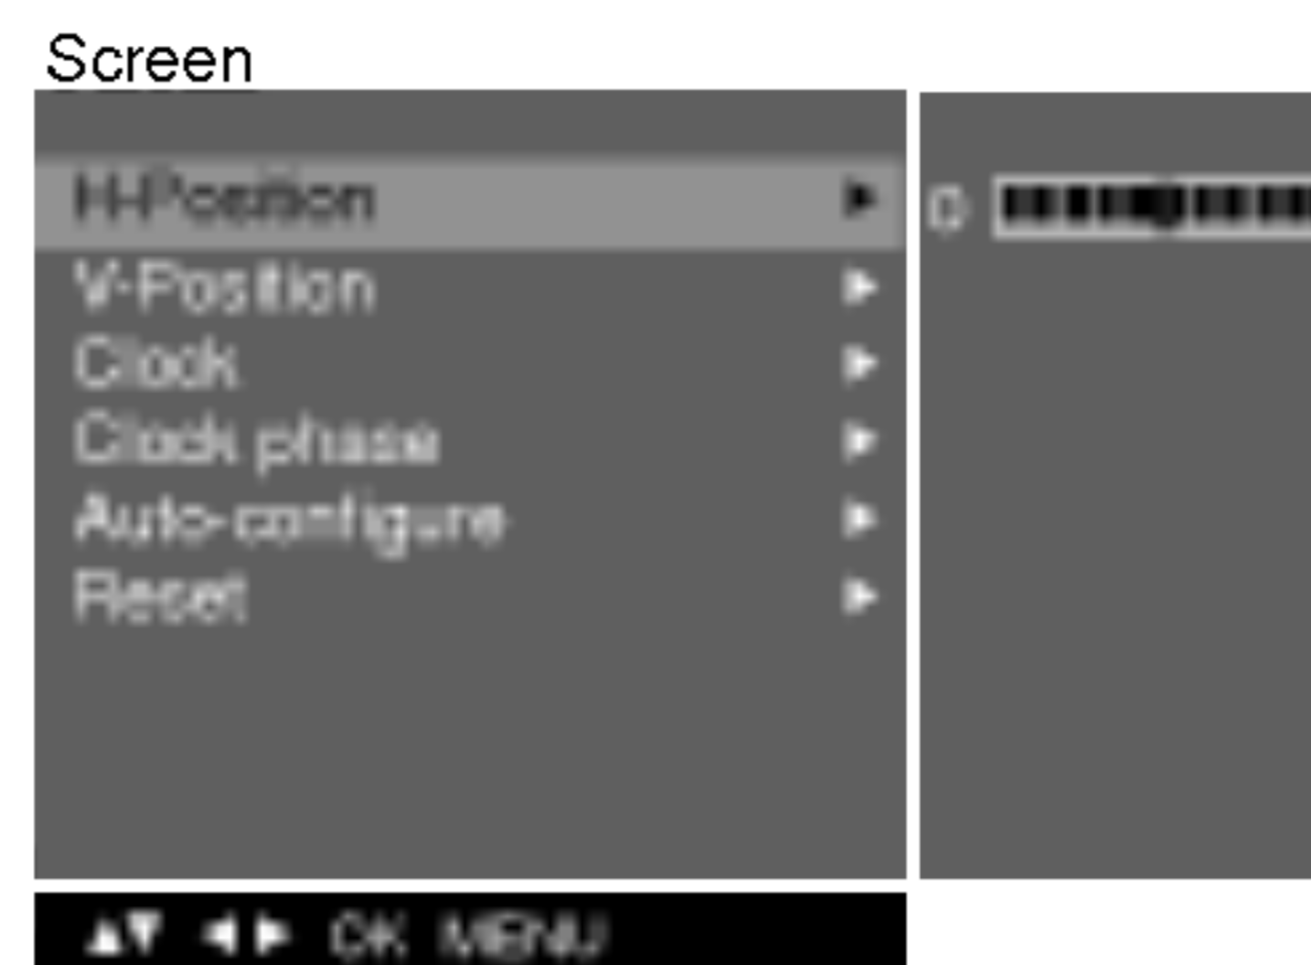 Screen
H-Position
0
V-Position
Clock
Clock phase
Auto-configure
Reset
OK MENU